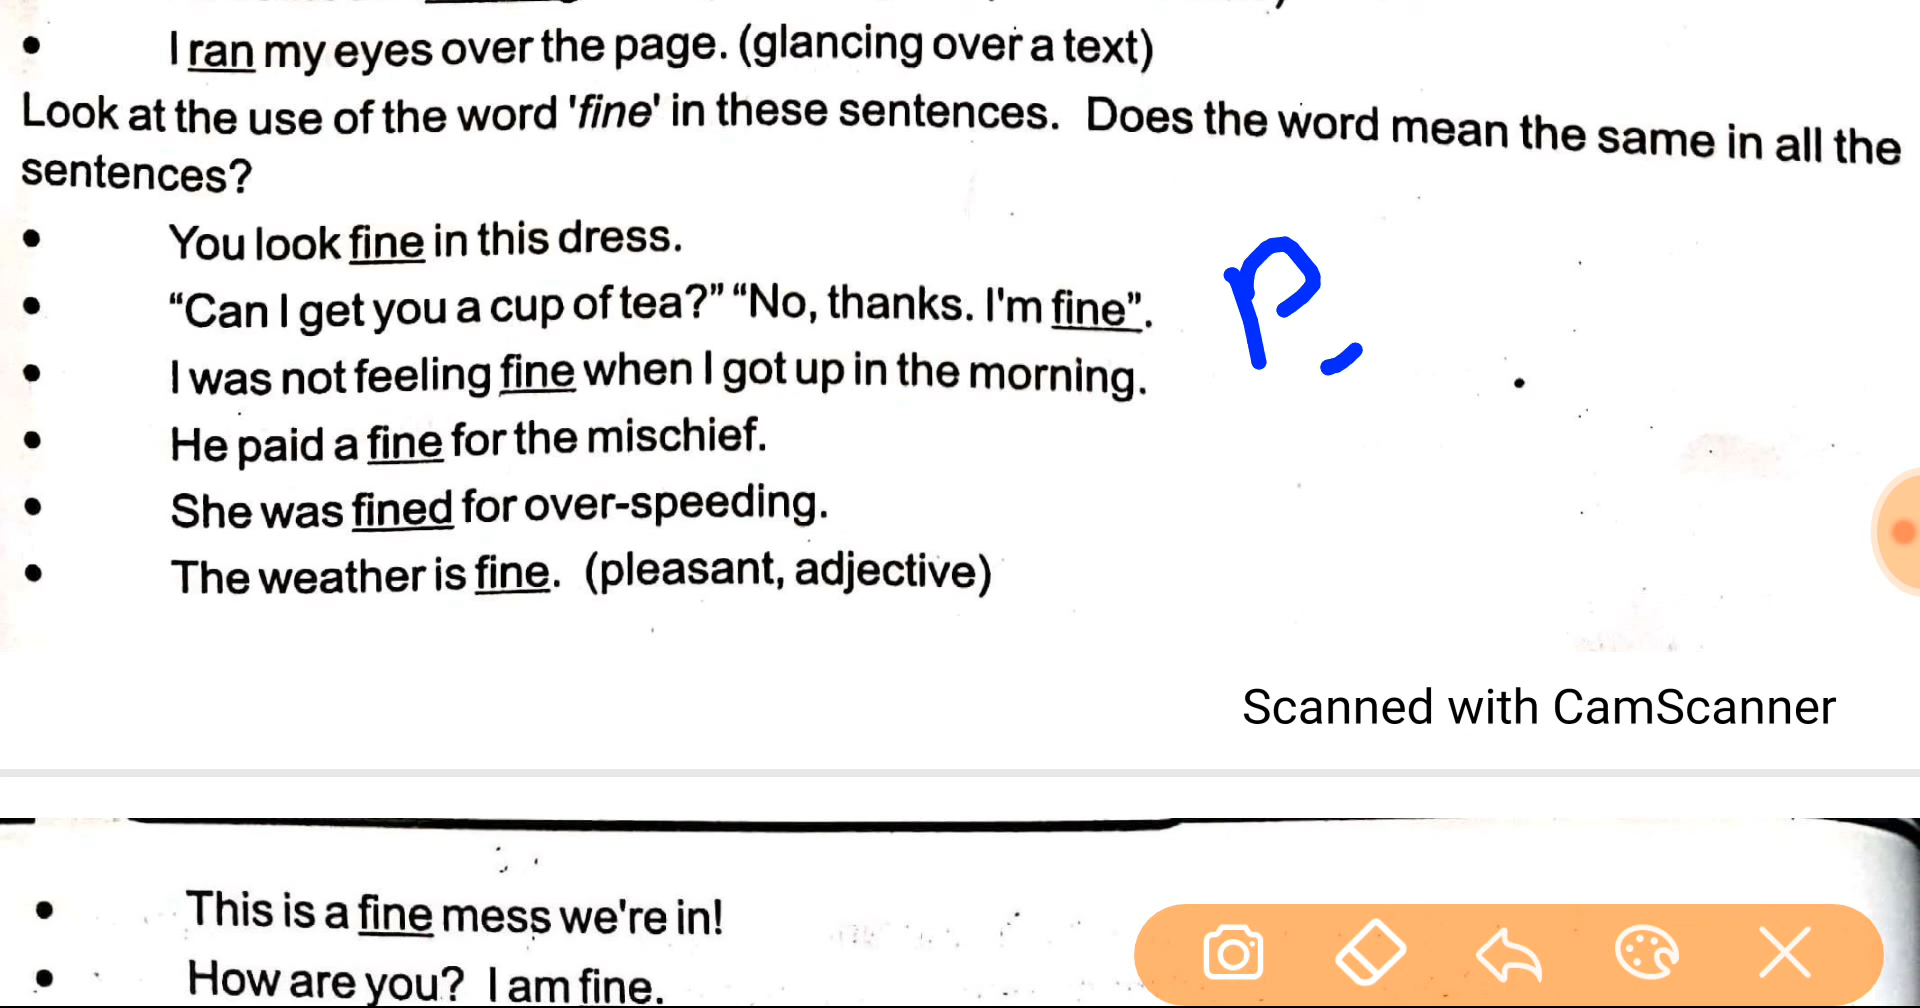 • I ran my eyes over the page. (glancing over a text)
Look at the use of the word 'fine' in these sentences. Does the word mean the same in all the
sentences?
• You look fine in this dress.
• “Can I get you a cup of tea?” “No, thanks. I'm fine”.
• I was not feeling fine when I got up in the morning.
• He paid a fine for the mischief.
• She was fined for over-speeding.
• The weather is fine. (pleasant, adjective)
Scanned with CamScanner
• This is a fine mess we're in!
• How are you? I am fine.